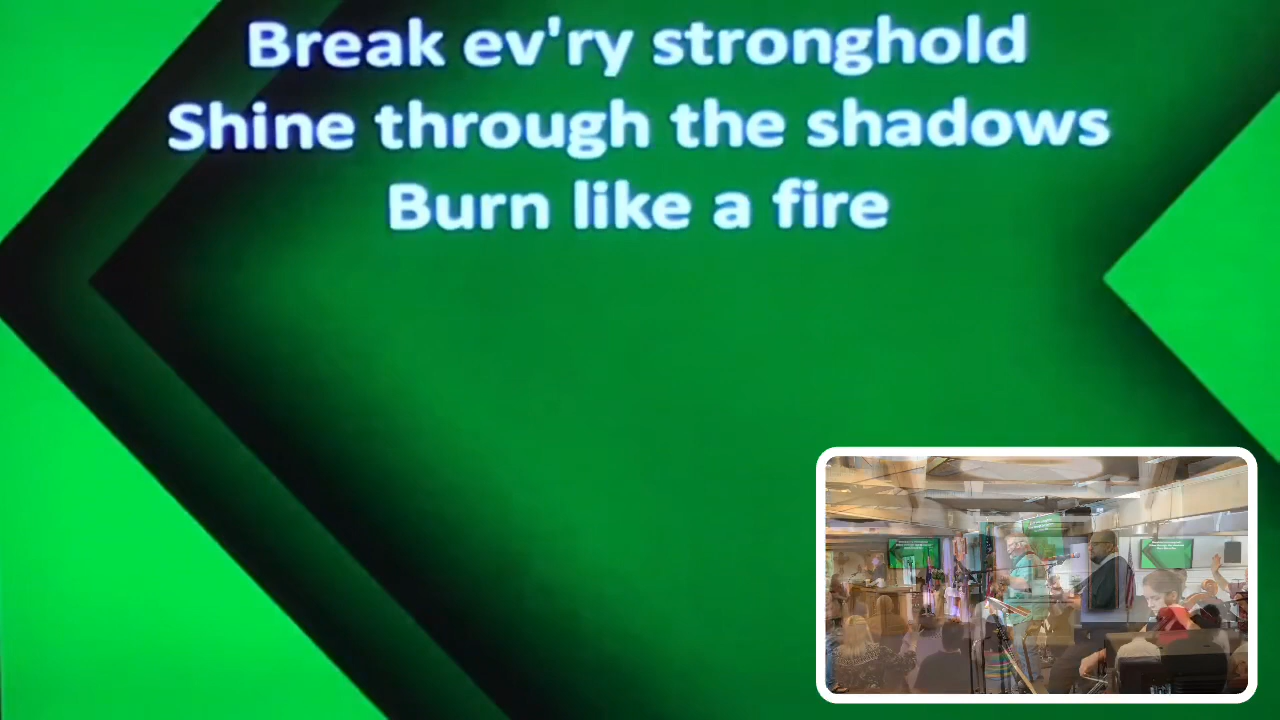 Break ev'ry stronghold
Shine through the shadows
Burn like a fire